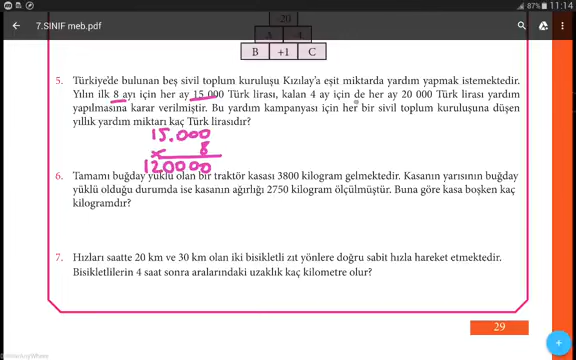 87% 11:14
7.SINIF meb.pdf
-20
A -4
B +1 C
5. Türkiye'de bulunan beş sivil toplum kuruluşu Kızılay'a eşit miktarda yardım yapmak istemektedir.
Yılın ilk 8 ayı için her ay 15 000 Türk lirası, kalan 4 ay için de her ay 20 000 Türk lirası yardım
yapılmasına karar verilmiştir. Bu yardım kampanyası için her bir sivil toplum kuruluşuna düşen
yıllık yardım miktarı kaç Türk lirasıdır?
15.000
x 8
120000
6. Tamamı buğday yüklü olan bir traktör kasası 3800 kilogram gelmektedir. Kasanın yarısının buğday
yüklü olduğu durumda ise kasanın ağırlığı 2750 kilogram ölçülmüştür. Buna göre kasa boşken kaç
kilogramdır?
7. Hızları saatte 20 km ve 30 km olan iki bisikletli zıt yönlere doğru sabit hızla hareket etmektedir.
Bisikletlilerin 4 saat sonra aralarındaki uzaklık kaç kilometre olur?
29